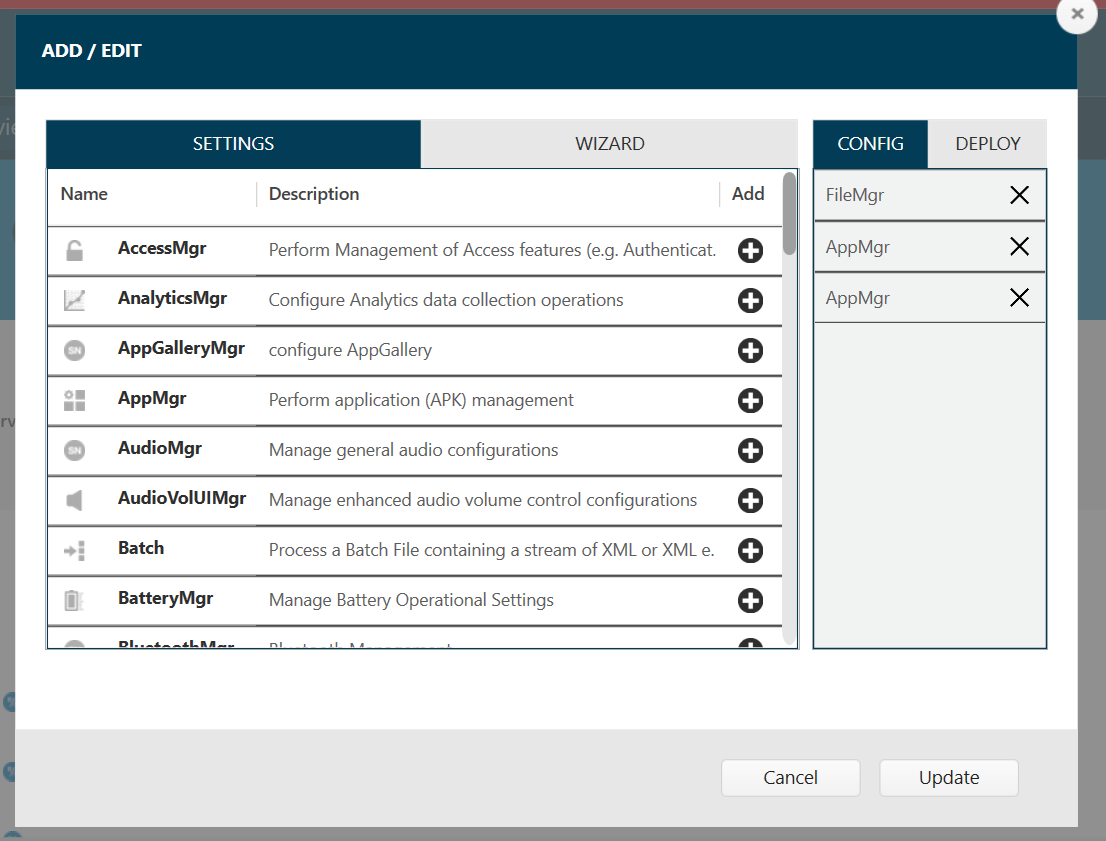 ADD / EDIT
SETTINGS
WIZARD
CONFIG
DEPLOY
Name
Description
Add
FileMgr
AccessMgr
Perform Management of Access features (e.g. Authenticat.
AppMgr
AnalyticsMgr
Configure Analytics data collection operations
AppMgr
SN
AppGalleryMgr
configure AppGallery
AppMgr
Perform application (APK) management
SN
AudioMgr
Manage general audio configurations
AudioVolUIMgr
Manage enhanced audio volume control configurations
Batch
Process a Batch File containing a stream of XML or XML e.
BatteryMgr
Manage Battery Operational Settings
BluetoothMgr
Bluetooth Management
Cancel
Update